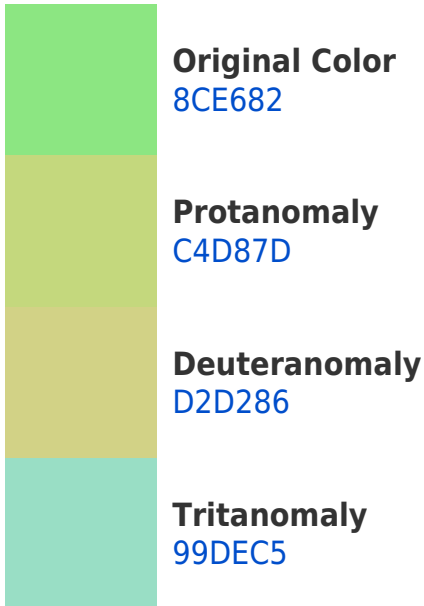 Original Color
8CE682
Protanomaly
C4D87D
Deuteranomaly
D2D286
Tritanomaly
99DEC5